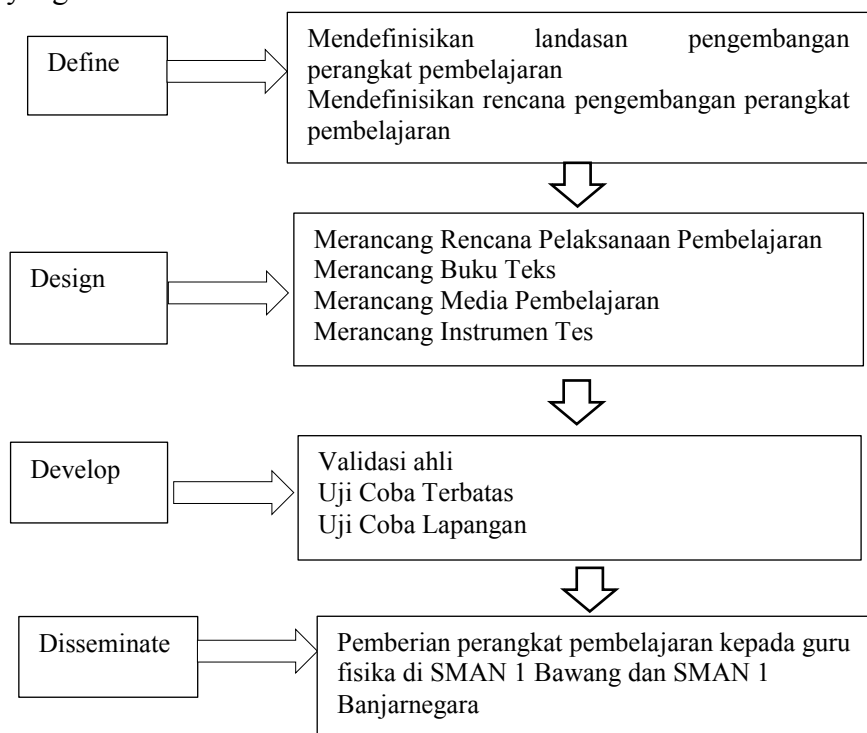 Define
Mendefinisikan landasan pengembangan
perangkat pembelajaran
Mendefinisikan rencana pengembangan perangkat
pembelajaran
Design
Merancang Rencana Pelaksanaan Pembelajaran
Merancang Buku Teks
Merancang Media Pembelajaran
Merancang Instrumen Tes
Develop
Validasi ahli
Uji Coba Terbatas
Uji Coba Lapangan
Disseminate
Pemberian perangkat pembelajaran kepada guru
fisika di SMAN 1 Bawang dan SMAN 1
Banjarnegara